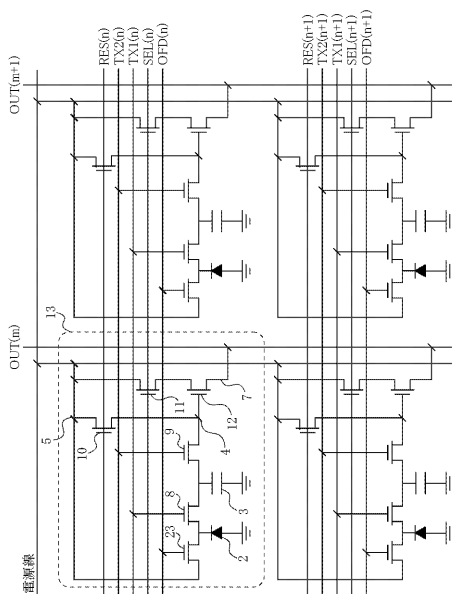 電源線
OUT(m)
OUT(m+1)
RES(n)
TX2(n)
TX1(n)
SEL(n)
OFD(n)
RES(n+1)
TX2(n+1)
TX1(n+1)
SEL(n+1)
OFD(n+1)
13
5
10
11
12
7
4
9
8
23
3
2